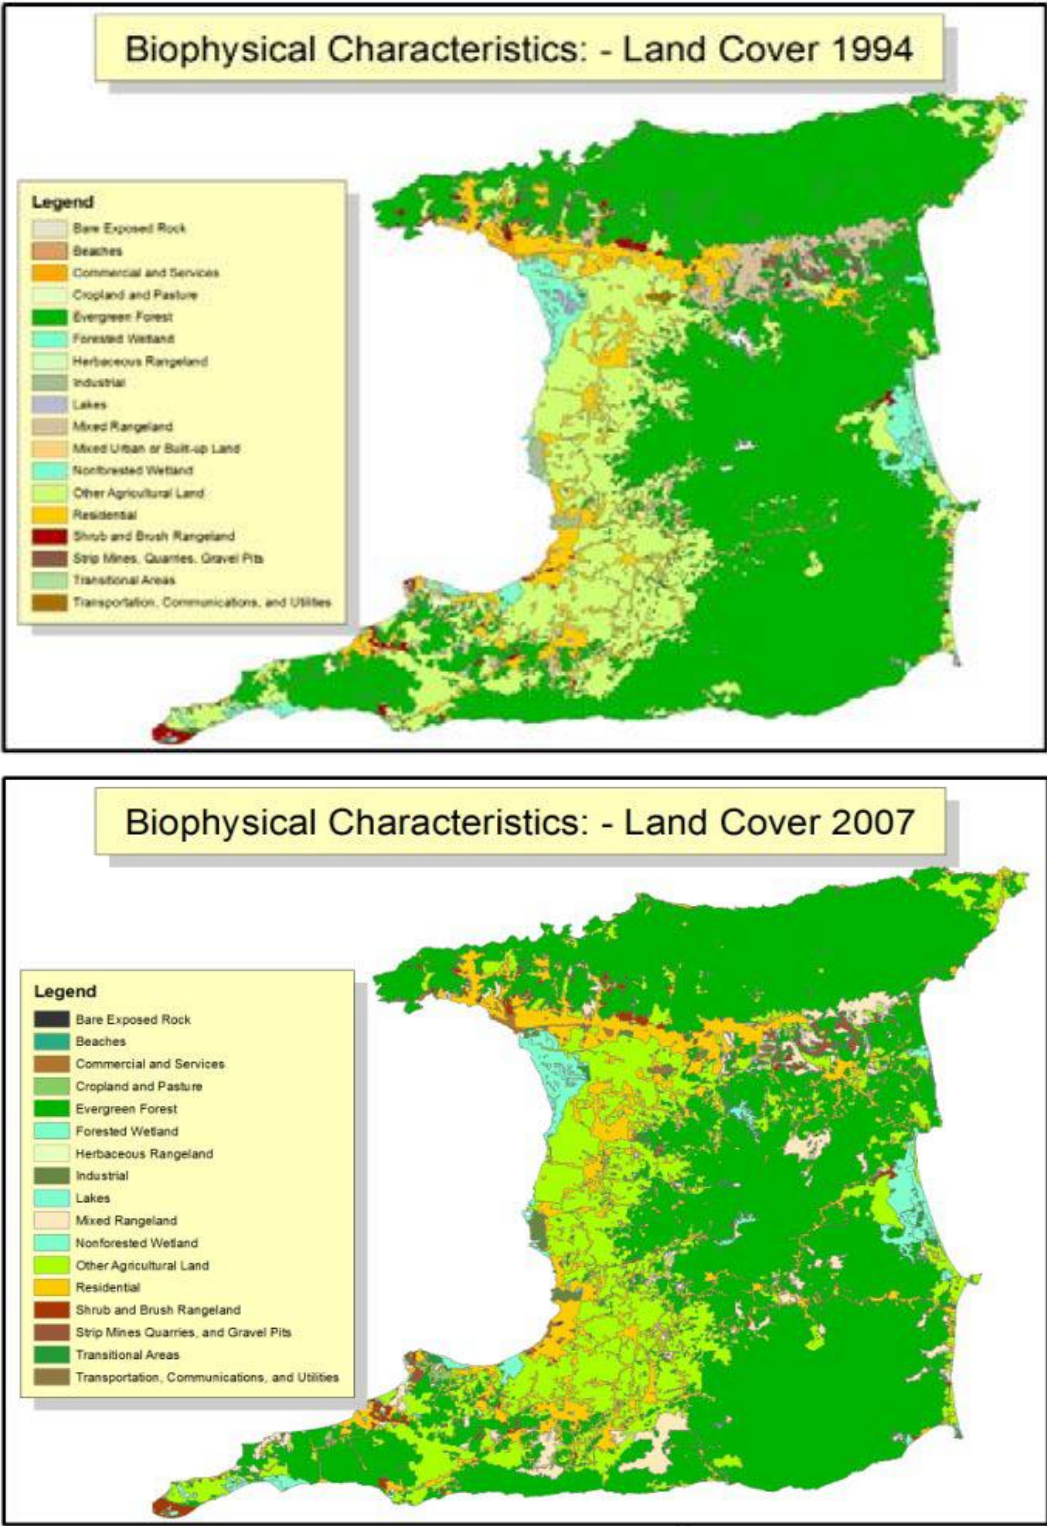 Biophysical Characteristics: - Land Cover 1994
Legend
Bare Exposed Rock
Beaches
Commercial and Services
Cropland and Pasture
Evergreen Forest
Forested Wetland
Herbaceous Rangeland
Industrial
Lakes
Mixed Rangeland
Mixed Urban or Built-up Land
Nonforested Wetland
Other Agricultural Land
Residential
Shrub and Brush Rangeland
Strip Mines, Quarries, Gravel Pits
Transitional Areas
Transportation, Communications, and Utilities
Biophysical Characteristics: - Land Cover 2007
Legend
Bare Exposed Rock
Beaches
Commercial and Services
Cropland and Pasture
Evergreen Forest
Forested Wetland
Herbaceous Rangeland
Industrial
Lakes
Mixed Rangeland
Nonforested Wetland
Other Agricultural Land
Residential
Shrub and Brush Rangeland
Strip Mines Quarries, and Gravel Pits
Transitional Areas
Transportation, Communications, and Utilities